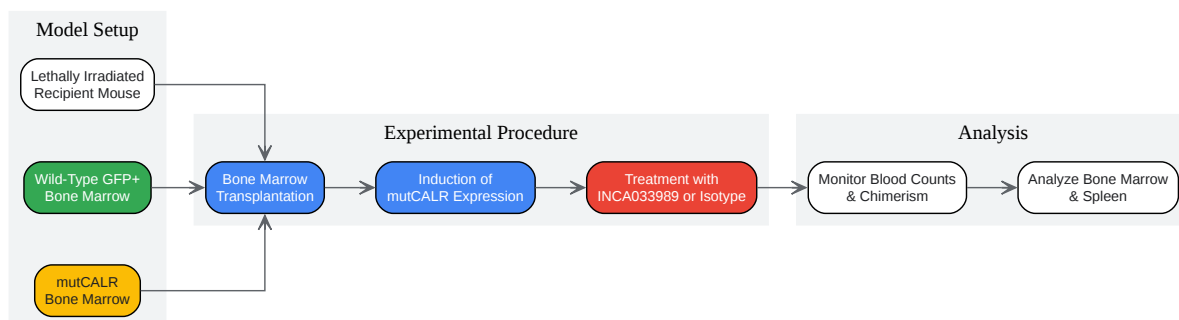 Model Setup
Lethally Irradiated
Recipient Mouse
Wild-Type GFP+
Bone Marrow
mutCALR
Bone Marrow
Experimental Procedure
Bone Marrow
Transplantation
Induction of
mutCALR Expression
Treatment with
INCA033989 or Isotype
Analysis
Monitor Blood Counts
& Chimerism
Analyze Bone Marrow
& Spleen